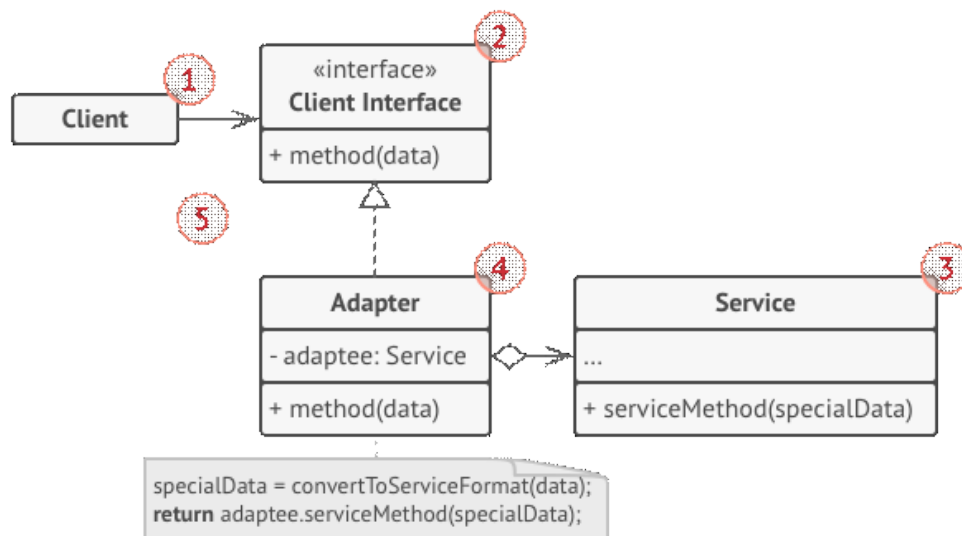 1
2
«interface»
Client Interface
Client
+ method(data)
5
4
3
Adapter
Service
- adaptee: Service
...
+ method(data)
+ serviceMethod(specialData)
specialData = convertToServiceFormat(data);
return adaptee.serviceMethod(specialData);